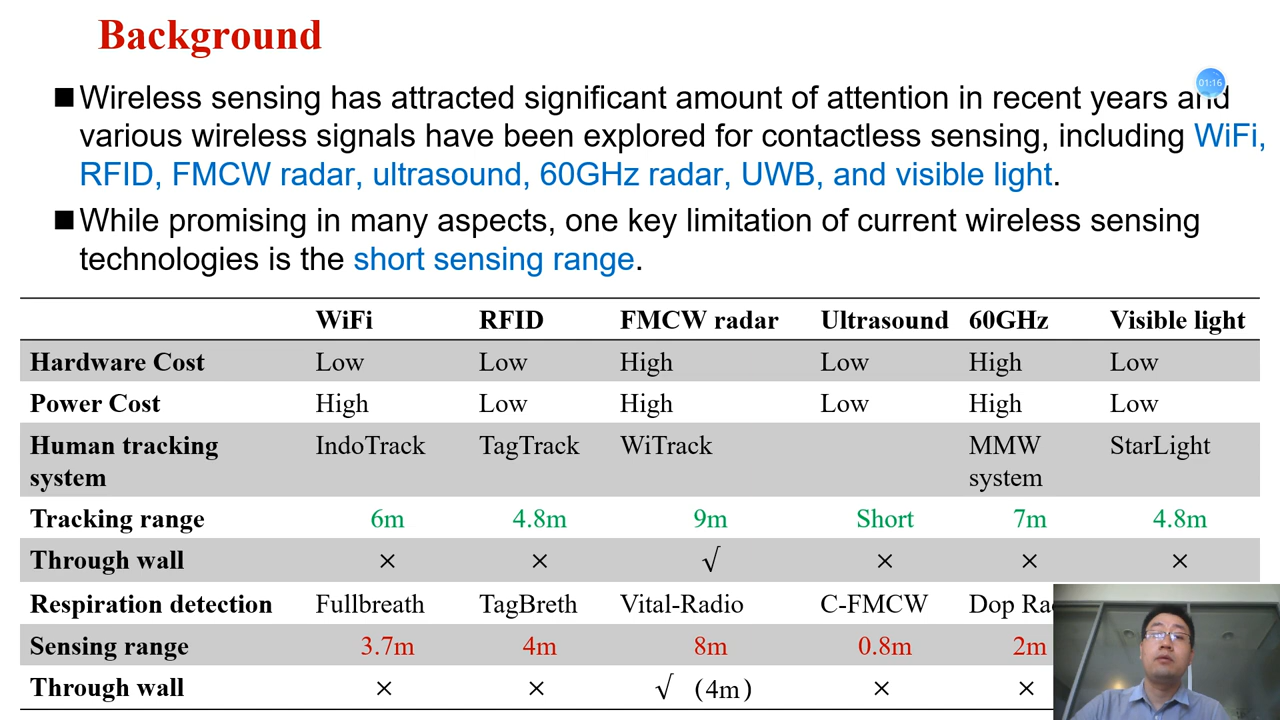 Background
01:16
■Wireless sensing has attracted significant amount of attention in recent years and
various wireless signals have been explored for contactless sensing, including WiFi,
RFID, FMCW radar, ultrasound, 60GHz radar, UWB, and visible light.
■While promising in many aspects, one key limitation of current wireless sensing
technologies is the short sensing range.
WiFi RFID FMCW radar Ultrasound 60GHz Visible light
Hardware Cost Low Low High Low High Low
Power Cost High Low High Low High Low
Human tracking IndoTrack TagTrack WiTrack MMW StarLight
system system
Tracking range 6m 4.8m 9m Short 7m 4.8m
Through wall × × √ × × ×
Respiration detection Fullbreath TagBreth Vital-Radio C-FMCW Dop
Sensing range 3.7m 4m 8m 0.8m 2m
Through wall × × √ (4m) × ×